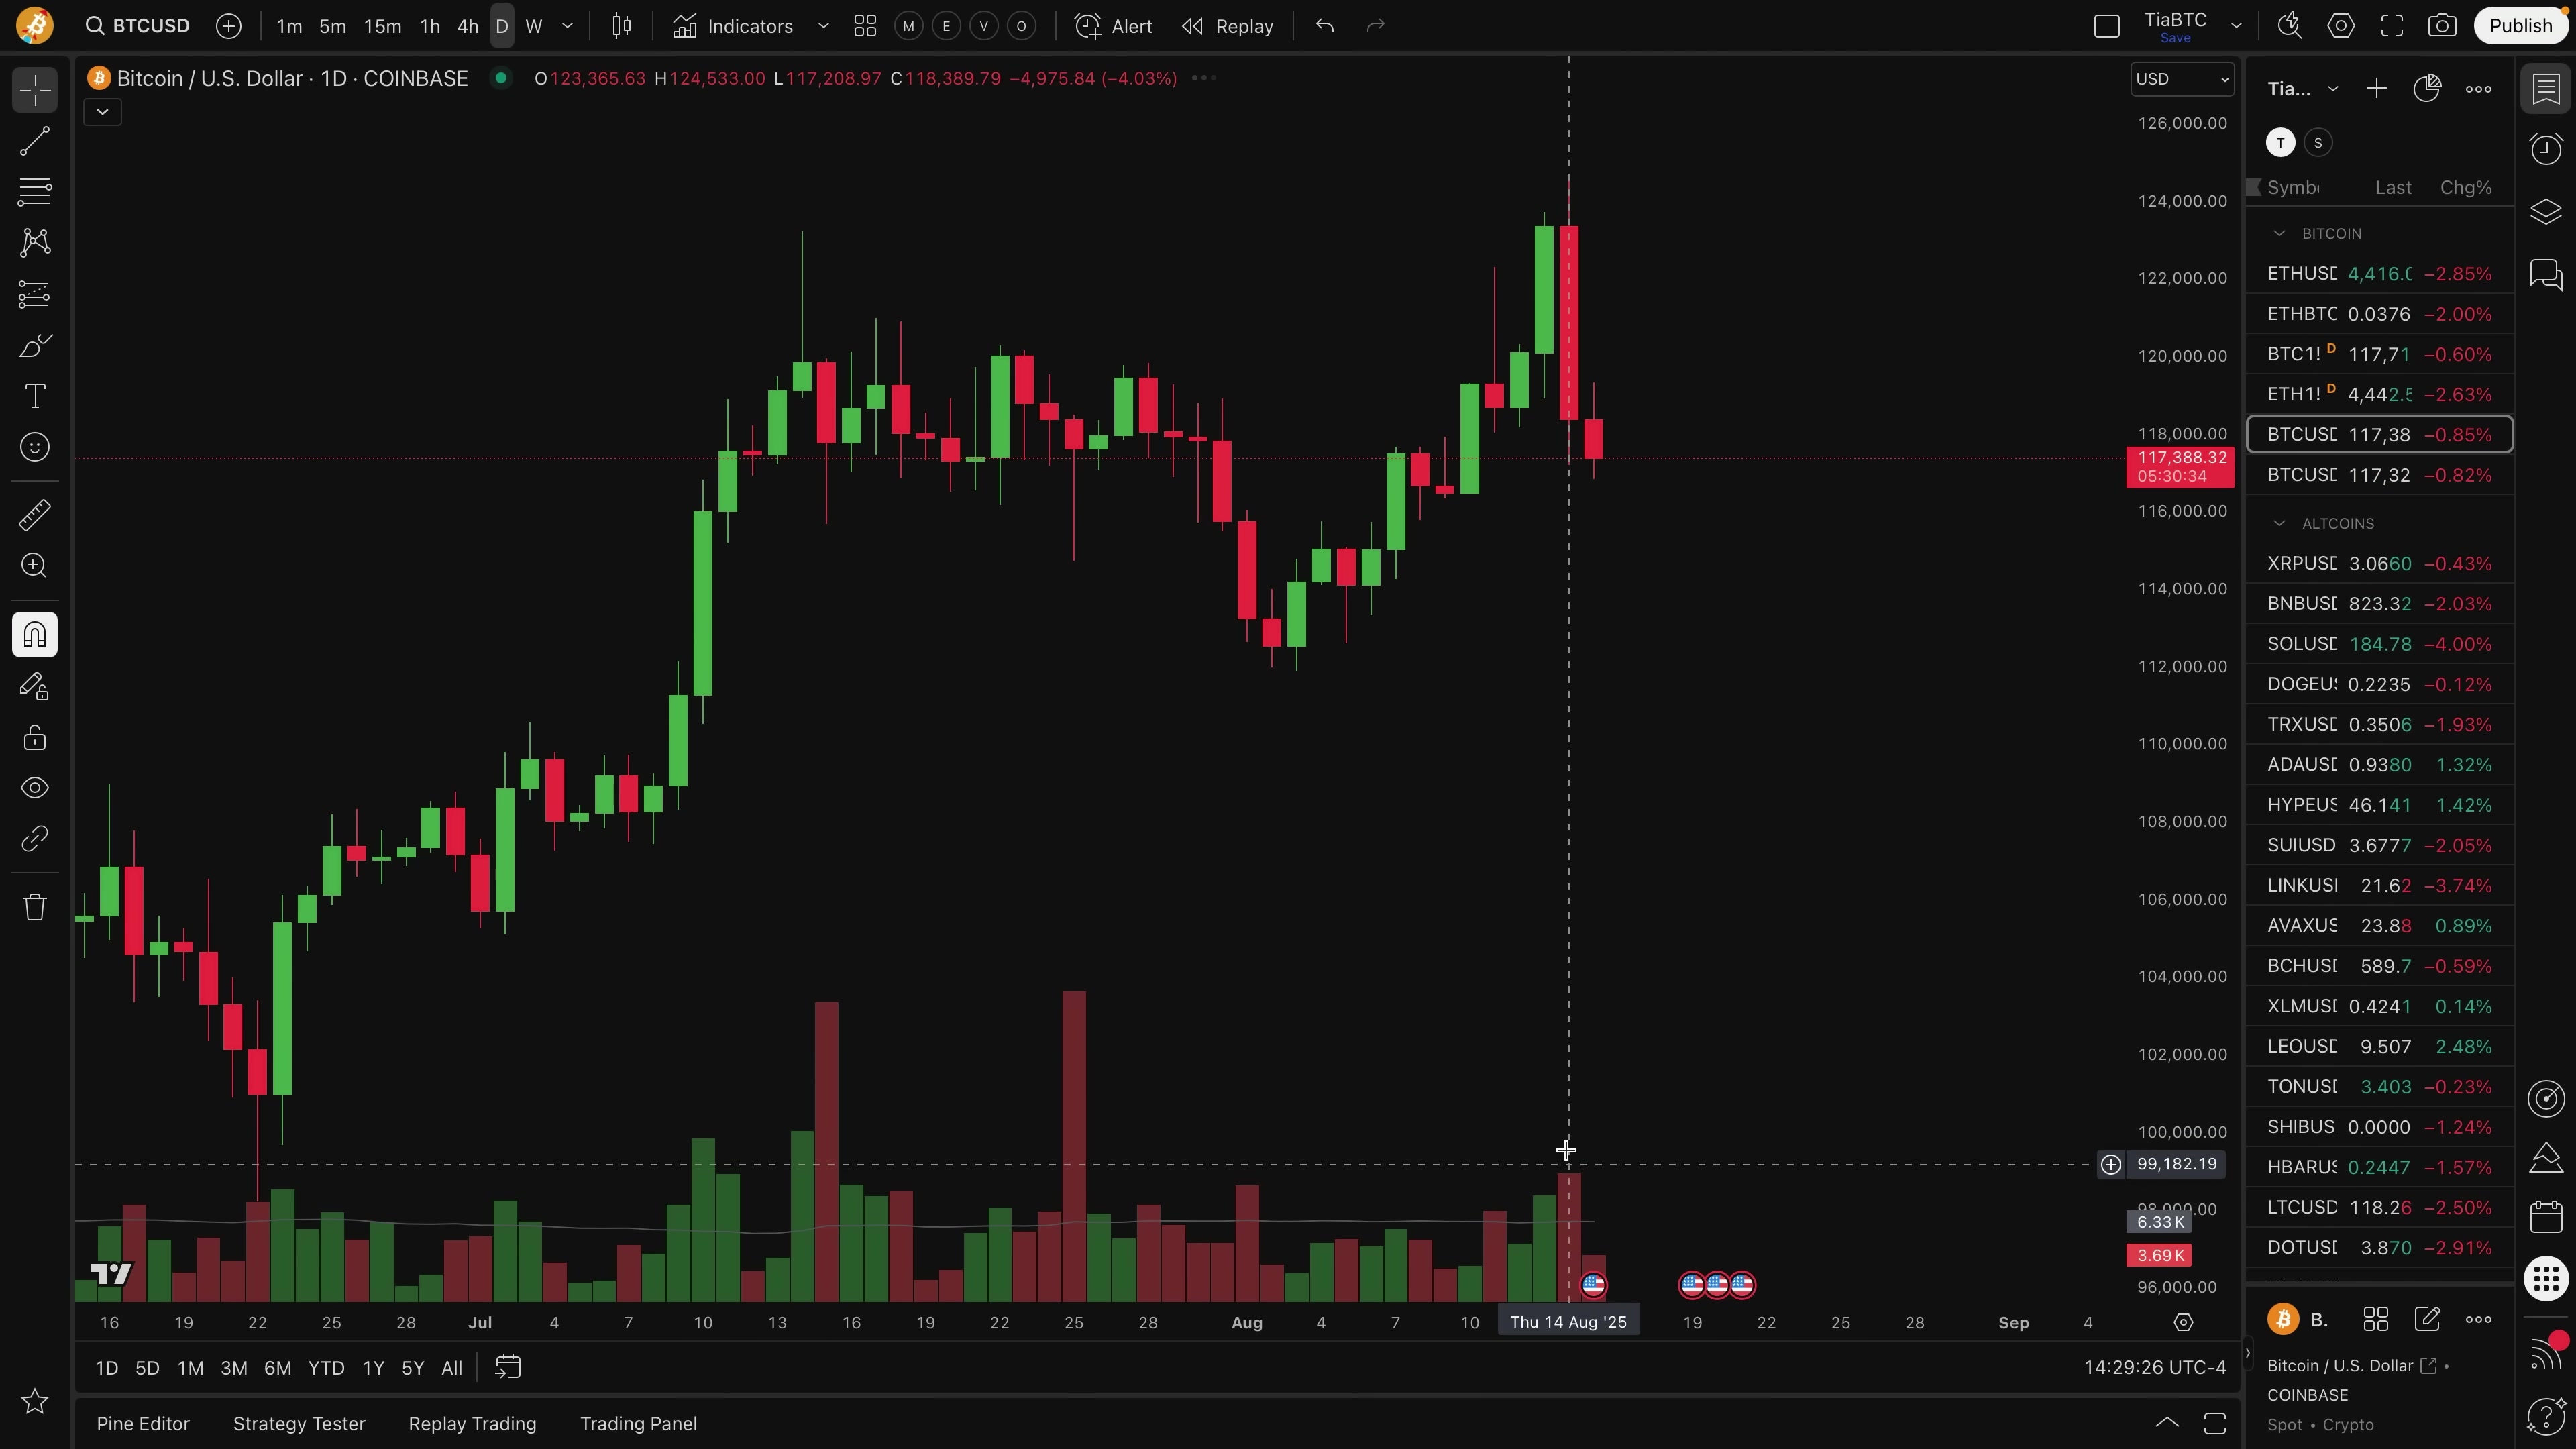 BTCUSD 1m 5m 15m 1h 4h D W Indicators M E V O Alert Replay TiaBTC Save Publish
Bitcoin / U.S. Dollar · 1D · COINBASE O123,365.63 H124,533.00 L117,208.97 C118,389.79 −4,975.84 (−4.03%)
USD
126,000.00
124,000.00
122,000.00
120,000.00
118,000.00
117,388.32
05:30:34
116,000.00
114,000.00
112,000.00
110,000.00
108,000.00
106,000.00
104,000.00
102,000.00
100,000.00
99,182.19
6.33 K
3.69 K
96,000.00
16 19 22 25 28 Jul 4 7 10 13 16 19 22 25 28 Aug 4 7 10 Thu 14 Aug '25 19 22 25 28 Sep 4
1D 5D 1M 3M 6M YTD 1Y 5Y All
14:29:26 UTC-4
Pine Editor Strategy Tester Replay Trading Trading Panel
Tia...
T S
Symb Last Chg%
BITCOIN
ETHUSD 4,416.0 −2.85%
ETHBTC 0.0376 −2.00%
BTC1! D 117,71 −0.60%
ETH1! D 4,442.5 −2.63%
BTCUSD 117,38 −0.85%
BTCUSD 117,32 −0.82%
ALTCOINS
XRPUSD 3.0660 −0.43%
BNBUSD 823.32 −2.03%
SOLUSD 184.78 −4.00%
DOGEUS 0.2235 −0.12%
TRXUSD 0.3506 −1.93%
ADAUSD 0.9380 1.32%
HYPEUS 46.141 1.42%
SUIUSD 3.6777 −2.05%
LINKUS 21.62 −3.74%
AVAXUS 23.88 0.89%
BCHUSD 589.7 −0.59%
XLMUSD 0.4241 0.14%
LEOUSD 9.507 2.48%
TONUSD 3.403 −0.23%
SHIBUS 0.0000 −1.24%
HBARUS 0.2447 −1.57%
LTCUSD 118.26 −2.50%
DOTUSD 3.870 −2.91%
B.
Bitcoin / U.S. Dollar
COINBASE
Spot • Crypto